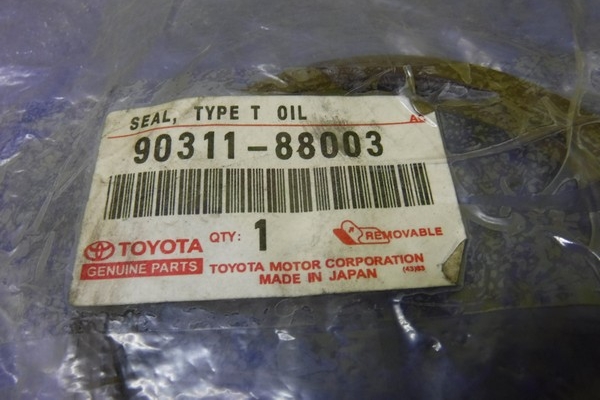 SEAL, TYPE T OIL
90311-88003
TOYOTA QTY: 1 REMOVABLE
GENUINE PARTS TOYOTA MOTOR CORPORATION
MADE IN JAPAN